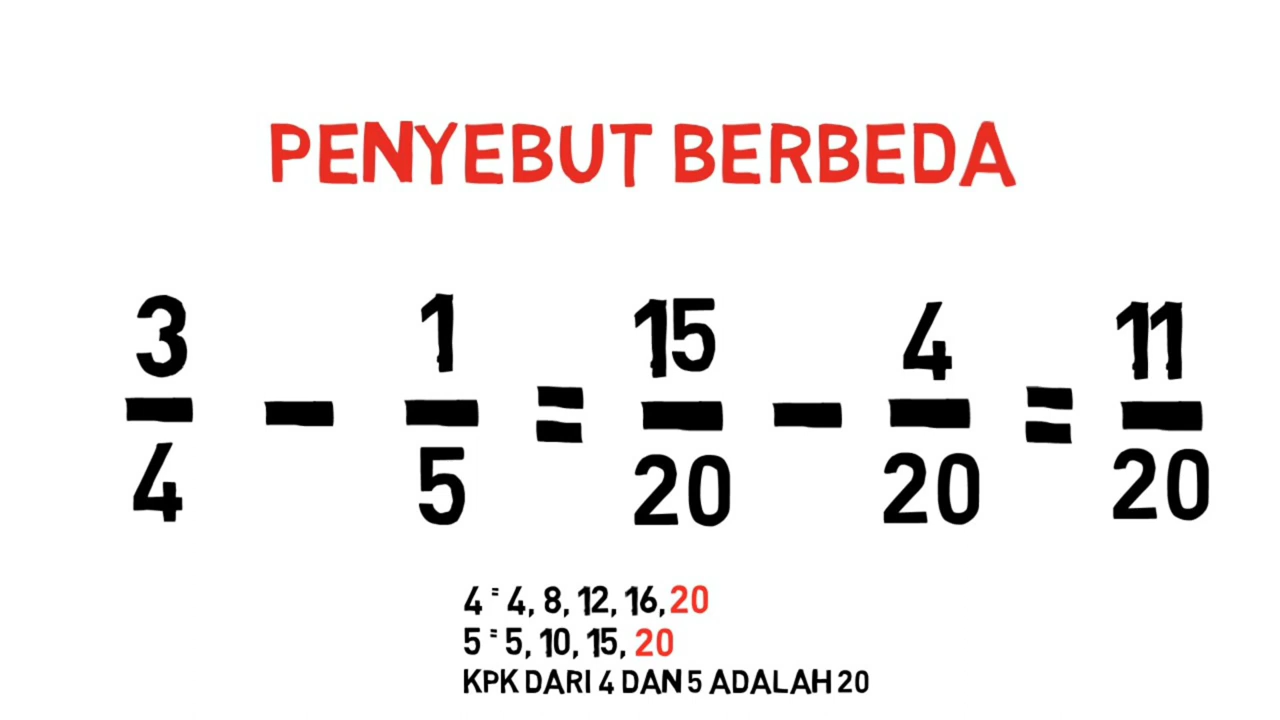 PENYEBUT BERBEDA
3/4 - 1/5 = 15/20 - 4/20 = 11/20
4 = 4, 8, 12, 16, 20
5 = 5, 10, 15, 20
KPK DARI 4 DAN 5 ADALAH 20